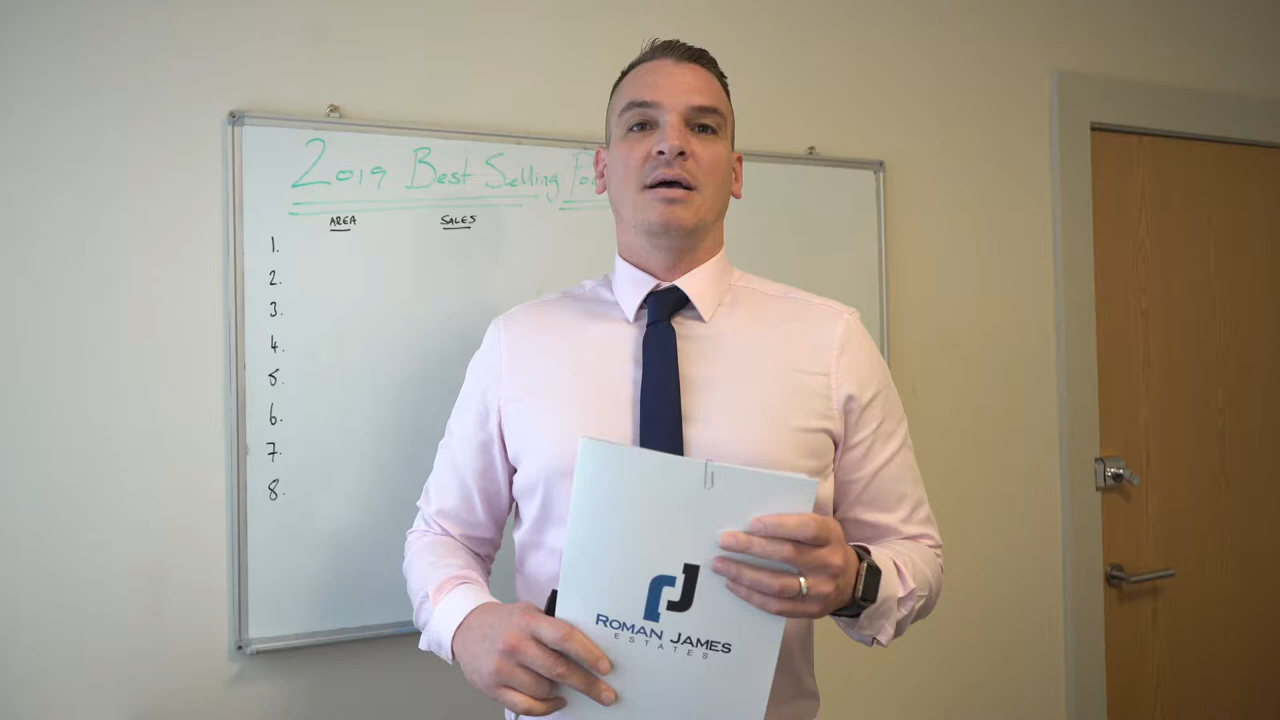 2019 Best Selling
AREA SALES
1.
2.
3.
4.
5.
6.
7.
8.
ROMAN JAMES
ESTATES